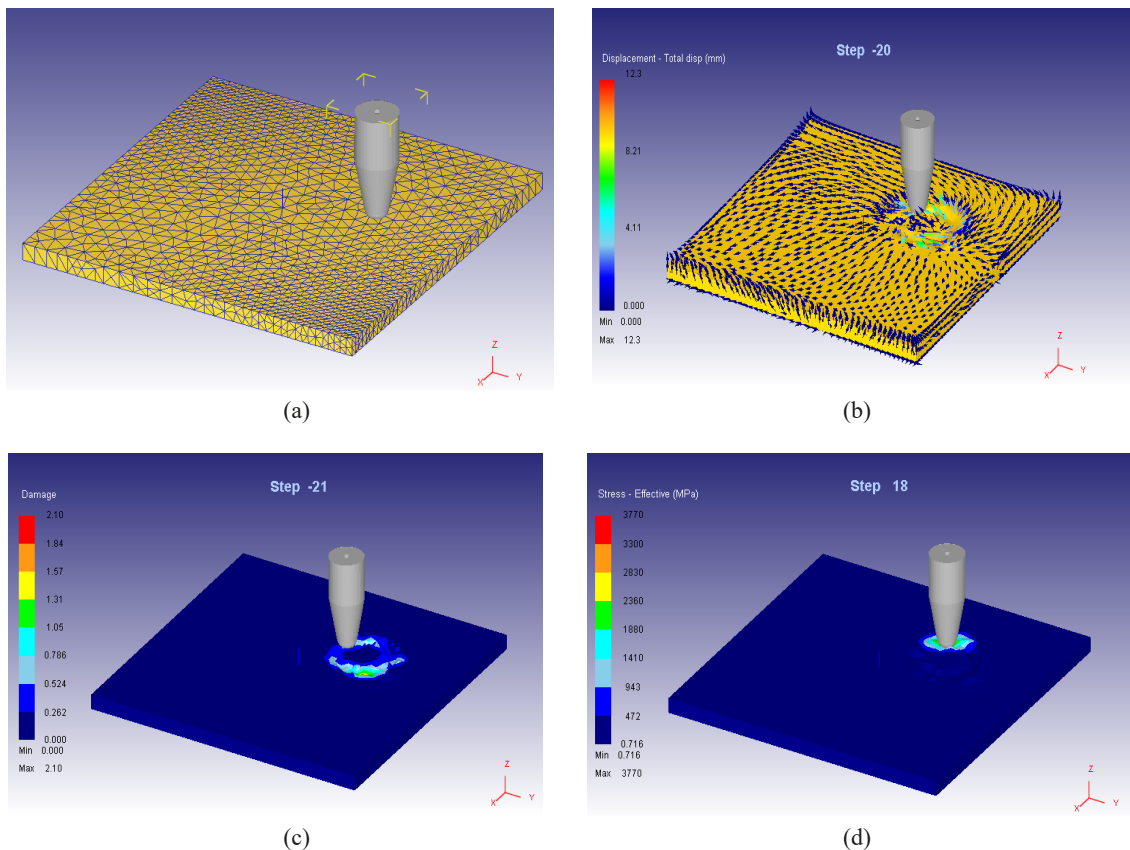 Z
X
Y
(a)
Step -20
Displacement - Total disp (mm)
12.3
8.21
4.11
0.000
Min 0.000
Max 12.3
Z
X
Y
(b)
Step -21
Damage
2.10
1.84
1.57
1.31
1.05
0.786
0.524
0.262
0.000
Min 0.000
Max 2.10
Z
X
Y
(c)
Step 18
Stress - Effective (MPa)
3770
3300
2830
2360
1880
1410
943
472
0.716
Min 0.716
Max 3770
Z
X
Y
(d)